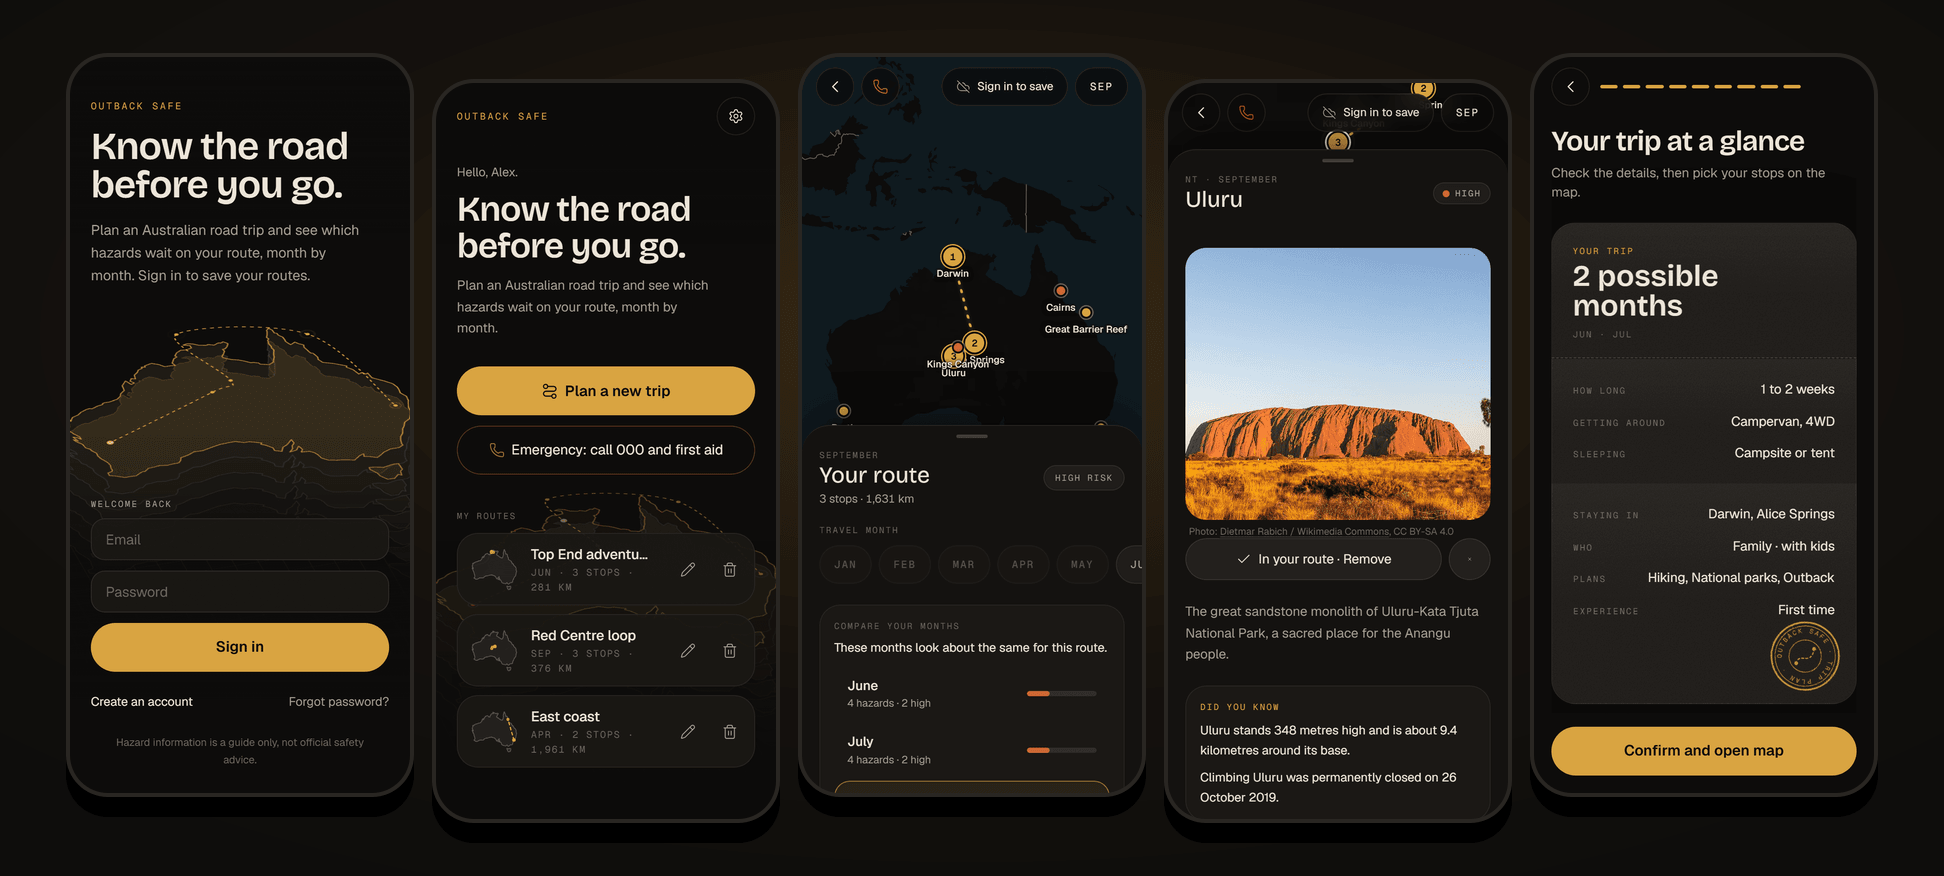 OUTBACK SAFE
Know the road
before you go.
Plan an Australian road trip and see which
hazards wait on your route, month by
month. Sign in to save your routes.
WELCOME BACK
Email
Password
Sign in
Create an account
Forgot password?
Hazard information is a guide only, not official safety
advice.
OUTBACK SAFE
Hello, Alex.
Know the road
before you go.
Plan an Australian road trip and see which
hazards wait on your route, month by
month.
Plan a new trip
Emergency: call 000 and first aid
MY ROUTES
Top End adventu...
JUN · 3 STOPS ·
281 KM
Red Centre loop
SEP · 3 STOPS ·
376 KM
East coast
APR · 2 STOPS ·
1,961 KM
Sign in to save
SEP
1
Darwin
Cairns
Great Barrier Reef
2
3
Springs
Kings Canyon
Uluru
SEPTEMBER
Your route
3 stops · 1,631 km
HIGH RISK
TRAVEL MONTH
JAN
FEB
MAR
APR
MAY
JU
COMPARE YOUR MONTHS
These months look about the same for this route.
June
4 hazards · 2 high
July
4 hazards · 2 high
2
rin
Sign in to save
SEP
Kings Canyon
3
NT · SEPTEMBER
Uluru
HIGH
Photo: Dietmar Rabich / Wikimedia Commons, CC BY-SA 4.0
In your route · Remove
The great sandstone monolith of Uluru-Kata Tjuta
National Park, a sacred place for the Anangu
people.
DID YOU KNOW
Uluru stands 348 metres high and is about 9.4
kilometres around its base.
Climbing Uluru was permanently closed on 26
October 2019.
Your trip at a glance
Check the details, then pick your stops on the
map.
YOUR TRIP
2 possible
months
JUN · JUL
HOW LONG
1 to 2 weeks
GETTING AROUND
Campervan, 4WD
SLEEPING
Campsite or tent
STAYING IN
Darwin, Alice Springs
WHO
Family · with kids
PLANS
Hiking, National parks, Outback
EXPERIENCE
First time
OUTBACK SAFE · TRIP PLAN ·
Confirm and open map